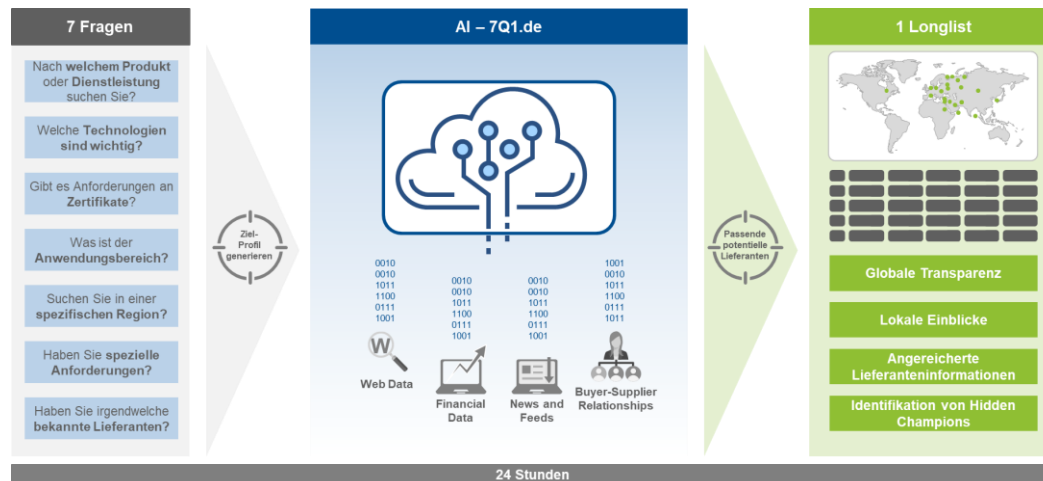 7 Fragen
Nach welchem Produkt
oder Dienstleistung
suchen Sie?
Welche Technologien
sind wichtig?
Gibt es Anforderungen an
Zertifikate?
Was ist der
Anwendungsbereich?
Suchen Sie in einer
spezifischen Region?
Haben Sie spezielle
Anforderungen?
Haben Sie irgendwelche
bekannte Lieferanten?
Ziel-
Profil
generieren
AI – 7Q1.de
0010
0010
1011
1100
0111
1001
W
Web Data
0010
0010
1011
1100
0111
1001
Financial
Data
0010
0010
1011
1100
0111
1001
News and
Feeds
1001
0010
1011
1100
0111
1011
Buyer-Supplier
Relationships
Passende
potentielle
Lieferanten
1 Longlist
Globale Transparenz
Lokale Einblicke
Angereicherte
Lieferanteninformationen
Identifikation von Hidden
Champions
24 Stunden